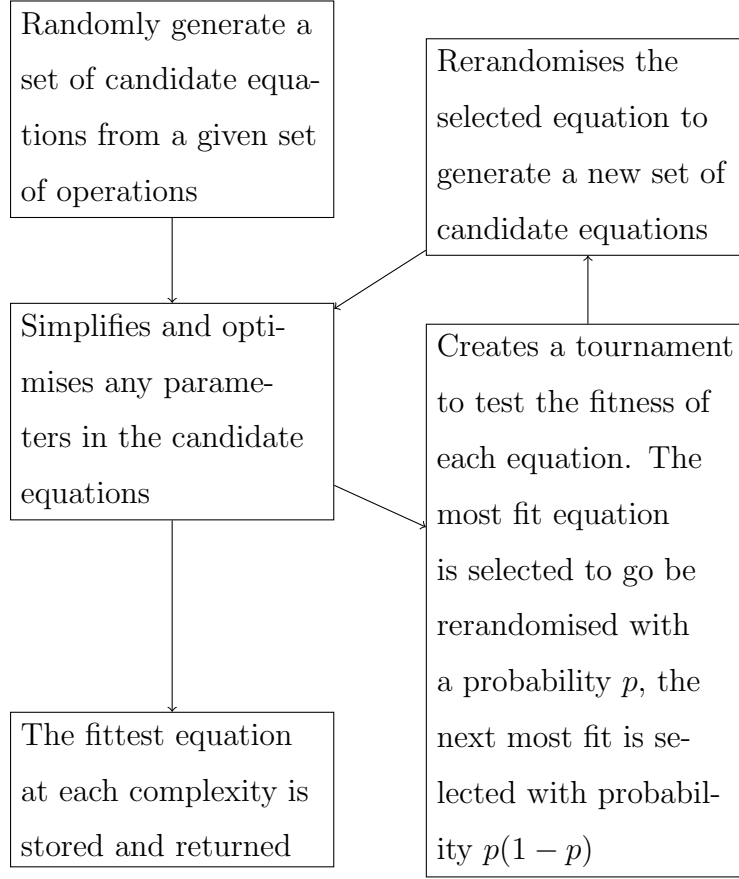 Randomly generate a
set of candidate equa-
tions from a given set
of operations
Rerandomises the
selected equation to
generate a new set of
candidate equations
Simplifies and opti-
mises any parame-
ters in the candidate
equations
Creates a tournament
to test the fitness of
each equation. The
most fit equation
is selected to go be
rerandomised with
a probability p, the
next most fit is se-
lected with probabil-
ity p(1 − p)
The fittest equation
at each complexity is
stored and returned